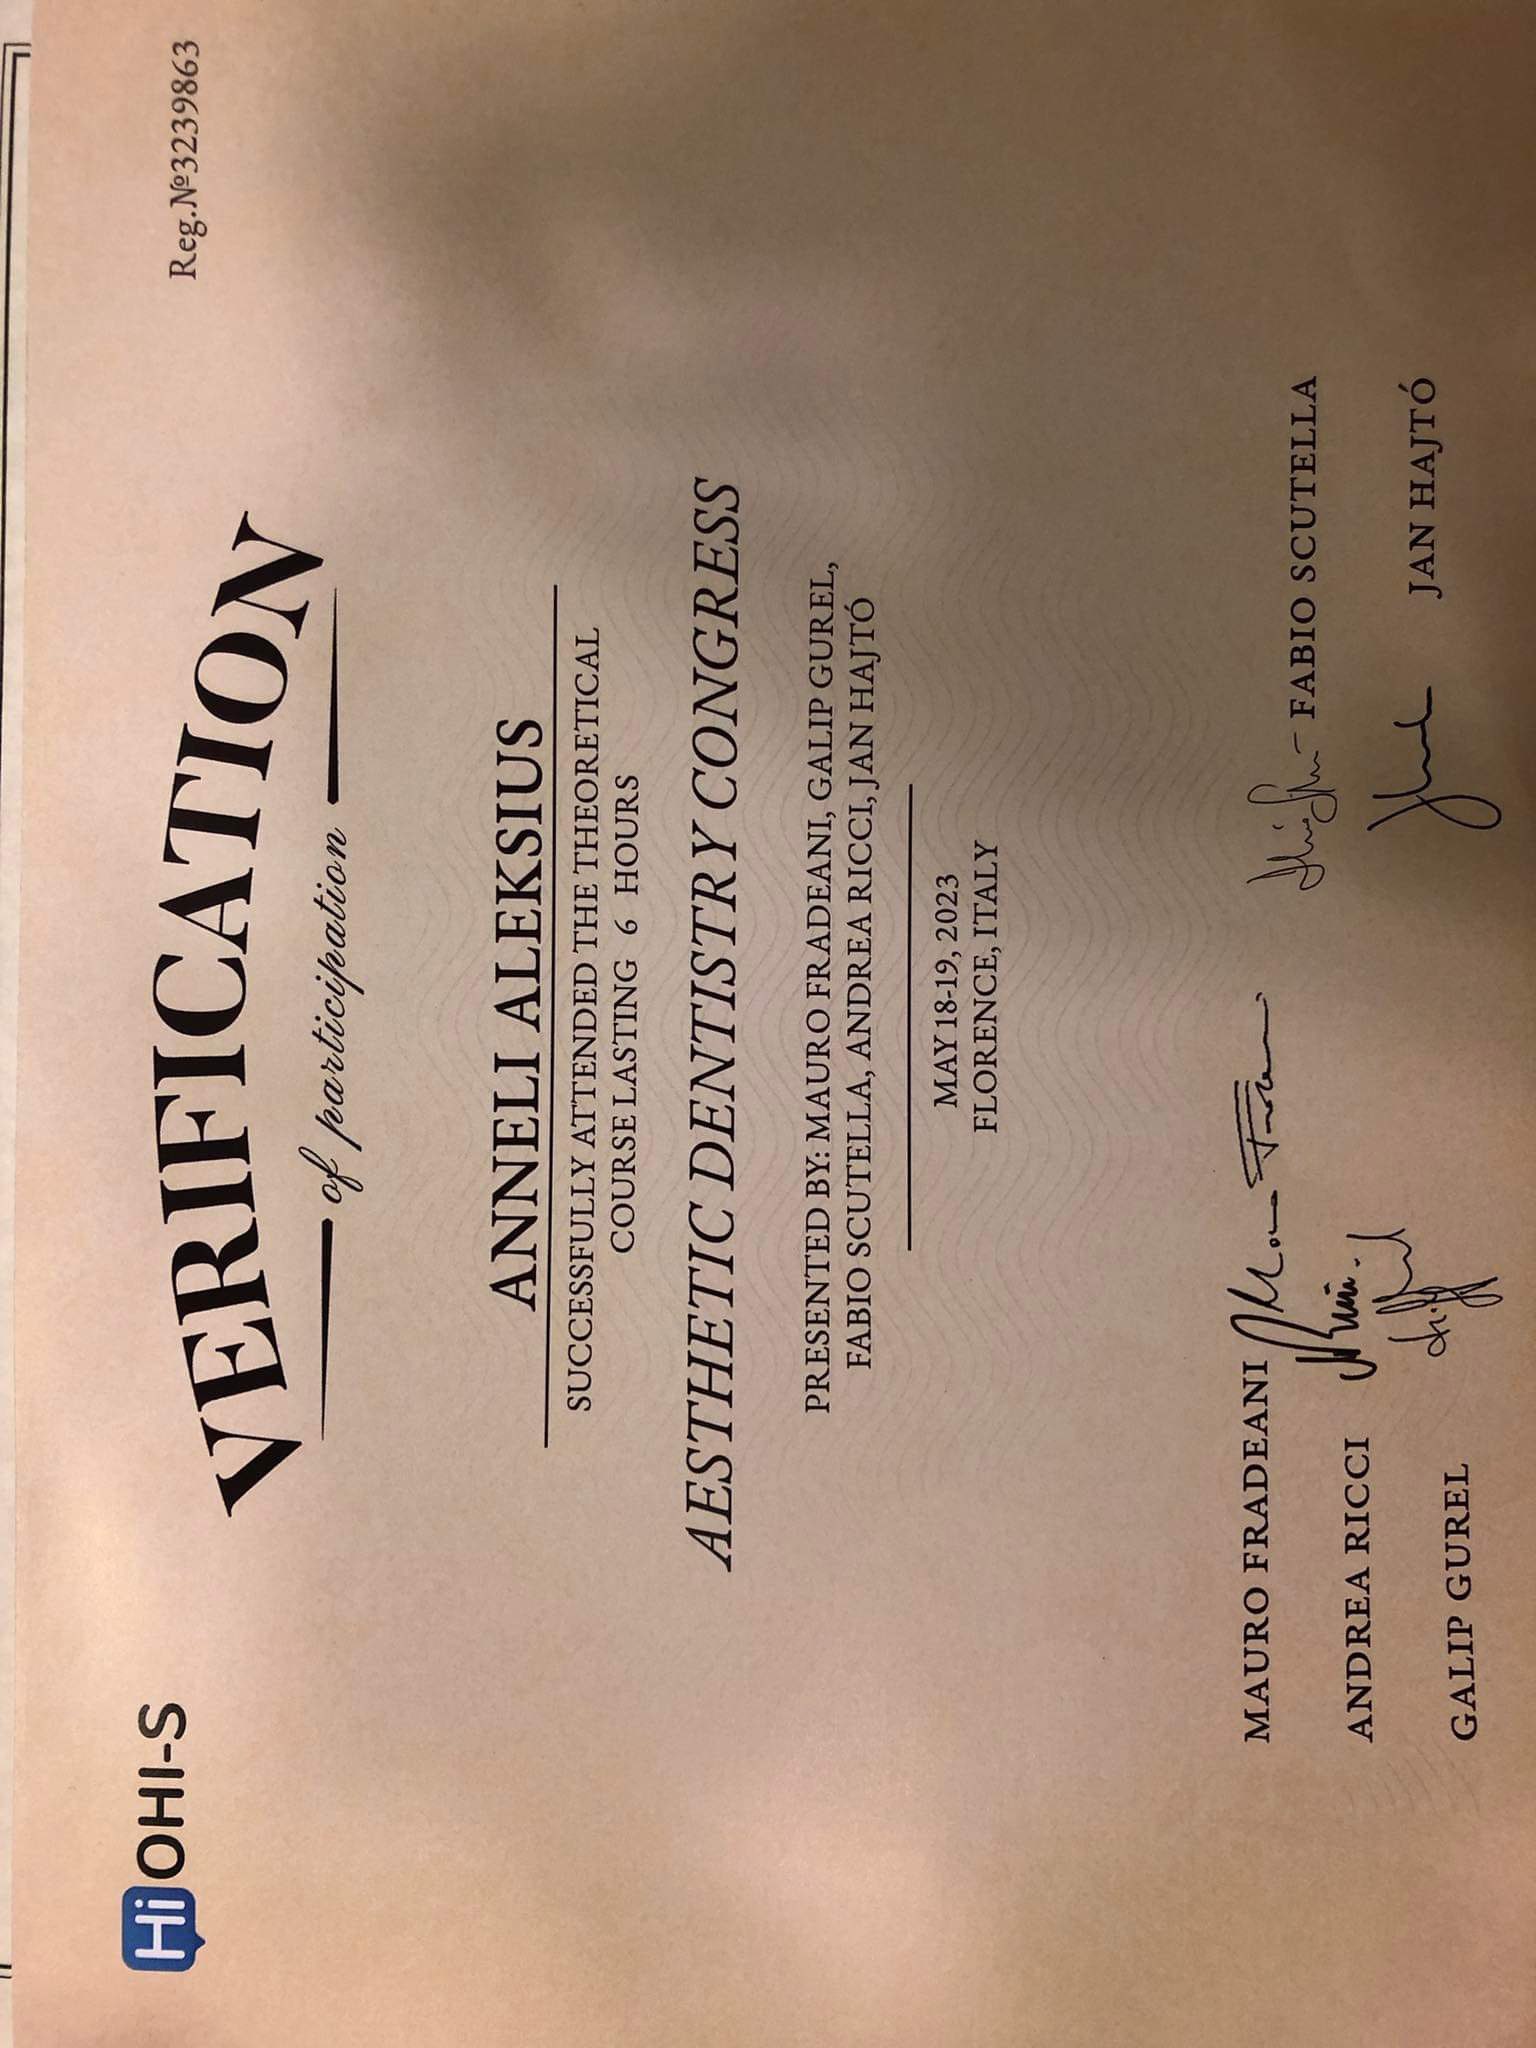 Hi OHI-S
Reg.№3239863
VERIFICATION
of participation
ANNELI ALEKSIUS
SUCCESSFULLY ATTENDED THE THEORETICAL
COURSE LASTING 6 HOURS
AESTHETIC DENTISTRY CONGRESS
PRESENTED BY: MAURO FRADEANI, GALIP GUREL,
FABIO SCUTELLA, ANDREA RICCI, JAN HAJTÓ
MAY 18-19, 2023
FLORENCE, ITALY
MAURO FRADEANI
FABIO SCUTELLA
ANDREA RICCI
JAN HAJTÓ
GALIP GUREL